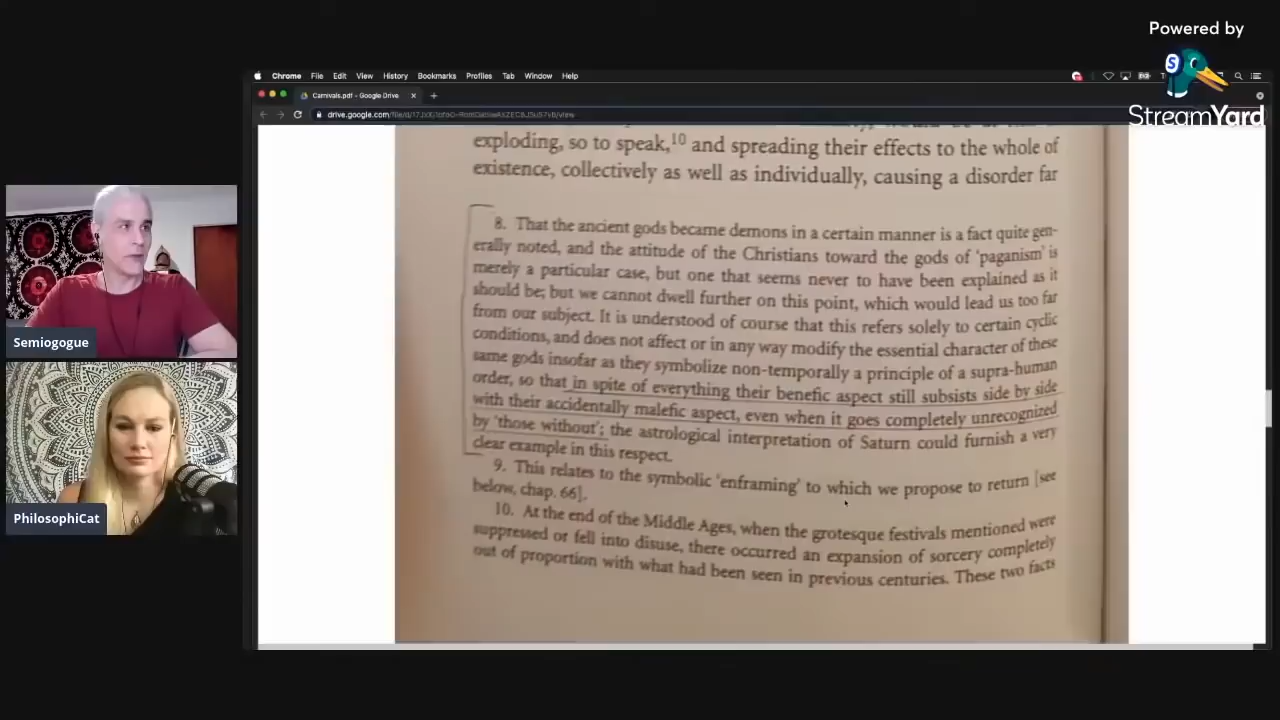 Powered by
StreamYard
Chrome File Edit View History Bookmarks Profiles Tab Window Help
Carnivals.pdf - Google Drive
exploding, so to speak,10 and spreading their effects to the whole of
existence, collectively as well as individually, causing a disorder far
8. That the ancient gods became demons in a certain manner is a fact quite gen-
erally noted, and the attitude of the Christians toward the gods of 'paganism' is
merely a particular case, but one that seems never to have been explained as it
should be; but we cannot dwell further on this point, which would lead us too far
from our subject. It is understood of course that this refers solely to certain cyclic
conditions, and does not affect or in any way modify the essential character of these
same gods insofar as they symbolize non-temporally a principle of a supra-human
order, so that in spite of everything their benefic aspect still subsists side by side
with their accidentally malefic aspect, even when it goes completely unrecognized
by 'those without'; the astrological interpretation of Saturn could furnish a very
clear example in this respect.
9. This relates to the symbolic 'enframing' to which we propose to return [see
below, chap. 66].
10. At the end of the Middle Ages, when the grotesque festivals mentioned were
suppressed or fell into disuse, there occurred an expansion of sorcery completely
out of proportion with what had been seen in previous centuries. These two facts
Semiogogue
PhilosophiCat